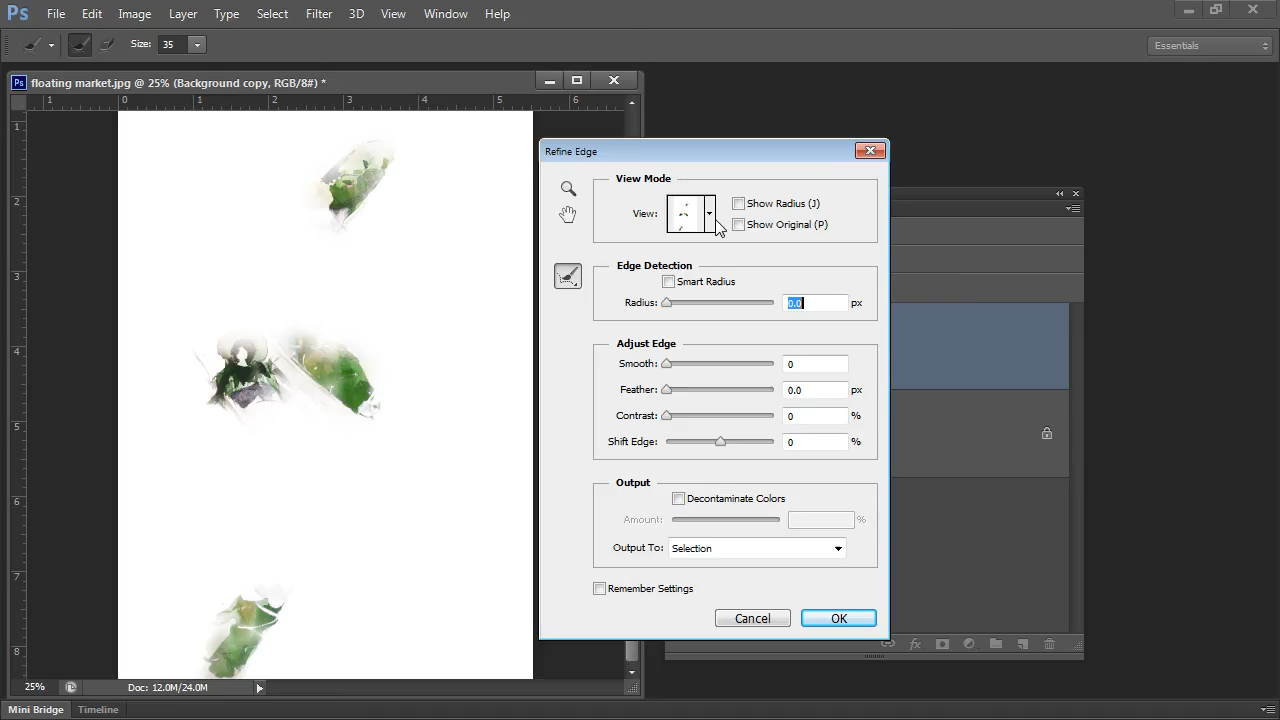 Ps File Edit Image Layer Type Select Filter 3D View Window Help
Size: 35 Essentials
Ps floating market.jpg @ 25% (Background copy, RGB/8#) *
1 0 1 2 3 4 5 6
1
2
3
4
5
6
7
8
Refine Edge
View Mode
View:
Show Radius (J)
Show Original (P)
Edge Detection
Smart Radius
Radius: 0.0 px
Adjust Edge
Smooth: 0
Feather: 0.0 px
Contrast: 0 %
Shift Edge: 0 %
Output
Decontaminate Colors
Amount: %
Output To: Selection
Remember Settings
Cancel OK
fx
25% Doc: 12.0M/24.0M
Mini Bridge Timeline